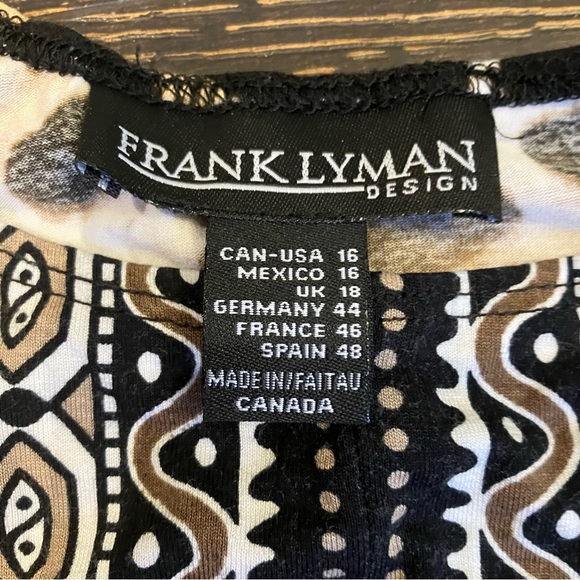 FRANK LYMAN
DESIGN
CAN-USA 16
MEXICO 16
UK 18
GERMANY 44
FRANCE 46
SPAIN 48
MADE IN/FAIT AU
CANADA